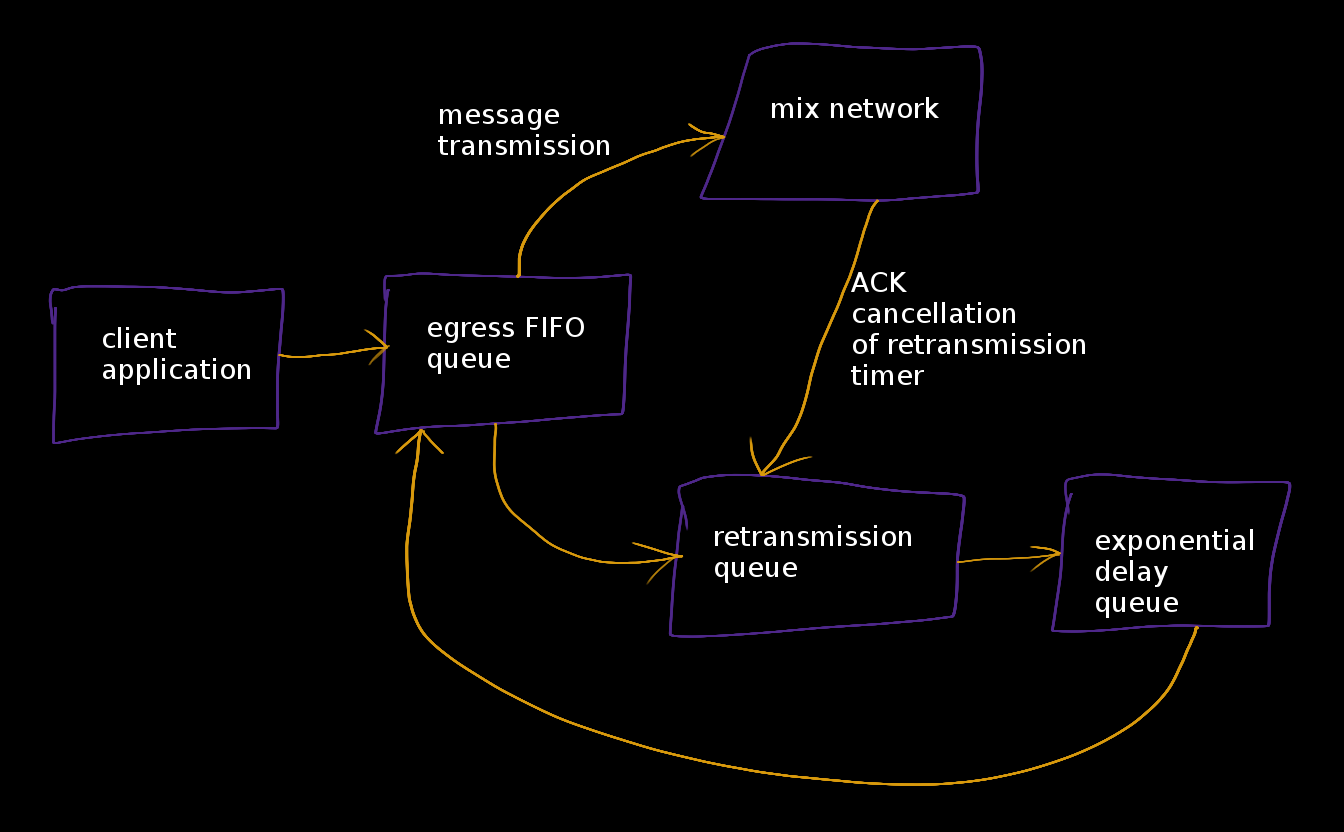 message
transmission
mix network
client
application
egress FIFO
queue
ACK
cancellation
of retransmission
timer
retransmission
queue
exponential
delay
queue